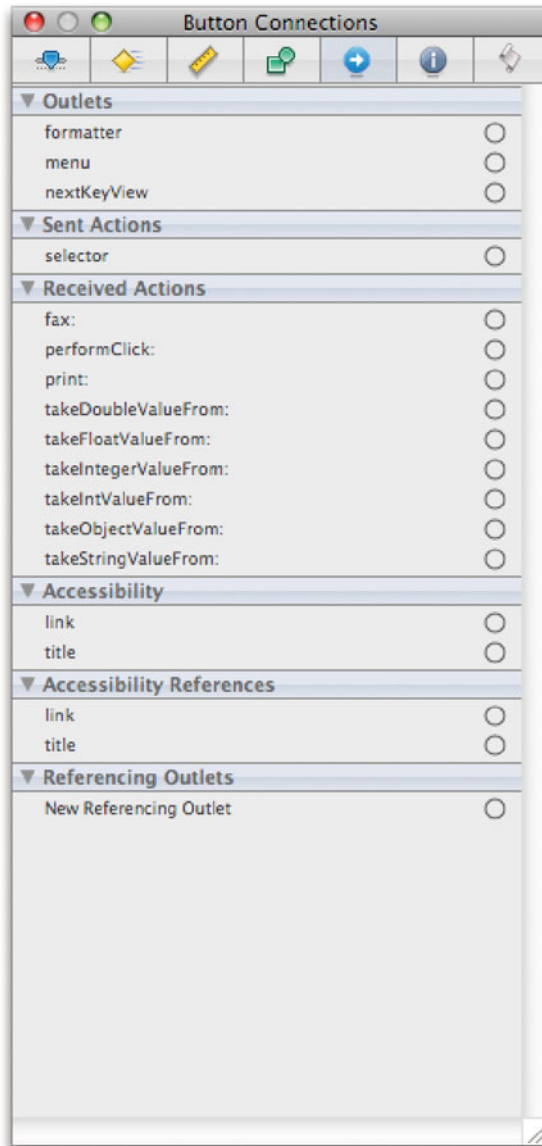 Button Connections
Outlets
formatter
menu
nextKeyView
Sent Actions
selector
Received Actions
fax:
performClick:
print:
takeDoubleValueFrom:
takeFloatValueFrom:
takeIntegerValueFrom:
takeIntValueFrom:
takeObjectValueFrom:
takeStringValueFrom:
Accessibility
link
title
Accessibility References
link
title
Referencing Outlets
New Referencing Outlet